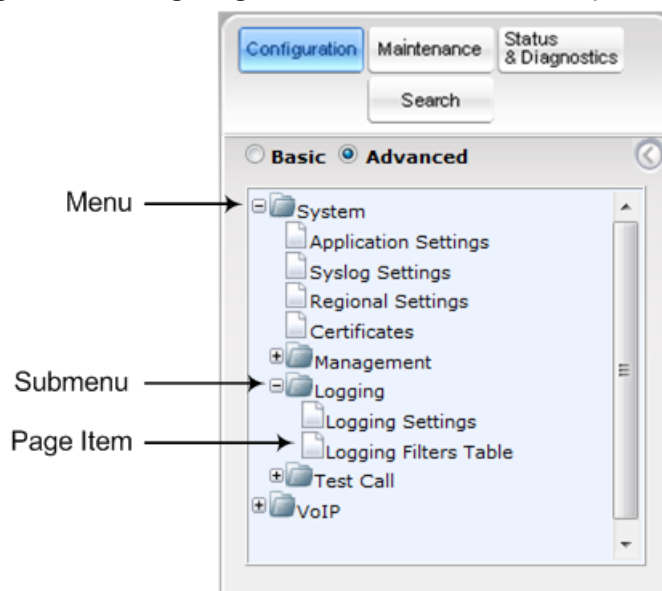 Configuration
Maintenance
Status
& Diagnostics
Search
Basic
Advanced
Menu
System
Application Settings
Syslog Settings
Regional Settings
Certificates
Management
Submenu
Logging
Logging Settings
Page Item
Logging Filters Table
Test Call
VoIP